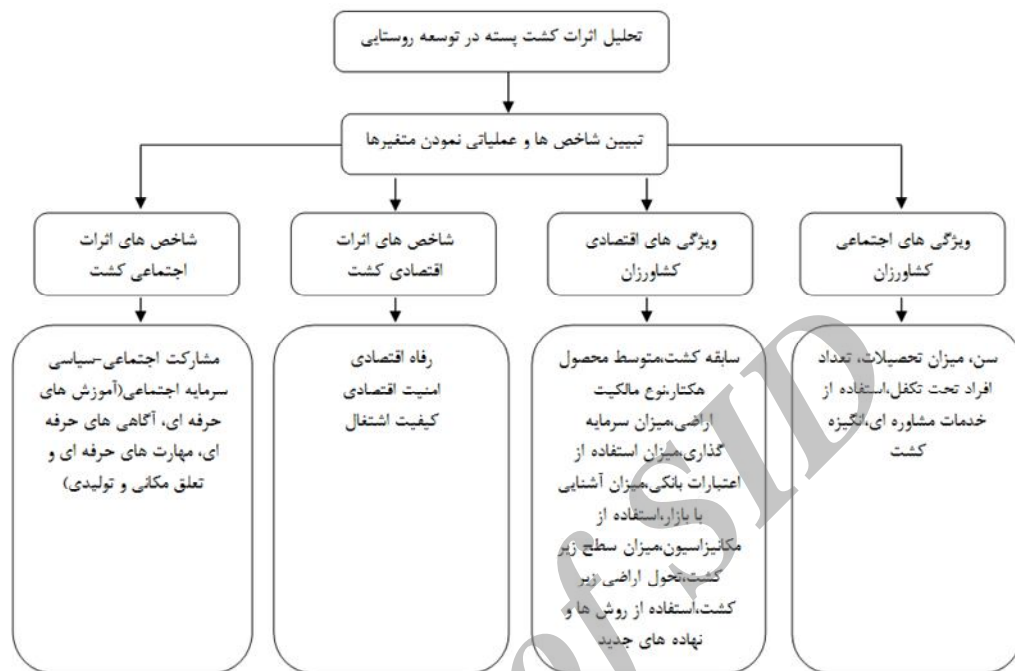 تحلیل اثرات کشت پسته در توسعه روستایی
تبیین شاخص ها و عملیاتی نمودن متغیرها
ویژگی های اجتماعی
کشاورزان
ویژگی های اقتصادی
کشاورزان
شاخص های اثرات
اقتصادی کشت
شاخص های اثرات
اجتماعی کشت
سن، میزان تحصیلات، تعداد
افراد تحت تکفل،استفاده از
خدمات مشاوره ای،انگیزه
کشت
سابقه کشت،متوسط محصول
هکتار،نوع مالکیت
اراضی،میزان سرمایه
گذاری،میزان استفاده از
اعتبارات بانکی،میزان آشنایی
با بازار،استفاده از
مکانیزاسیون،میزان سطح زیر
کشت،تحول اراضی زیر
کشت،استفاده از روش ها و
نهاده های جدید
رفاه اقتصادی
امنیت اقتصادی
کیفیت اشتغال
مشارکت اجتماعی-سیاسی
سرمایه اجتماعی(آموزش های
حرفه ای، آگاهی های حرفه
ای، مهارت های حرفه ای و
تعلق مکانی و تولیدی)
of SID